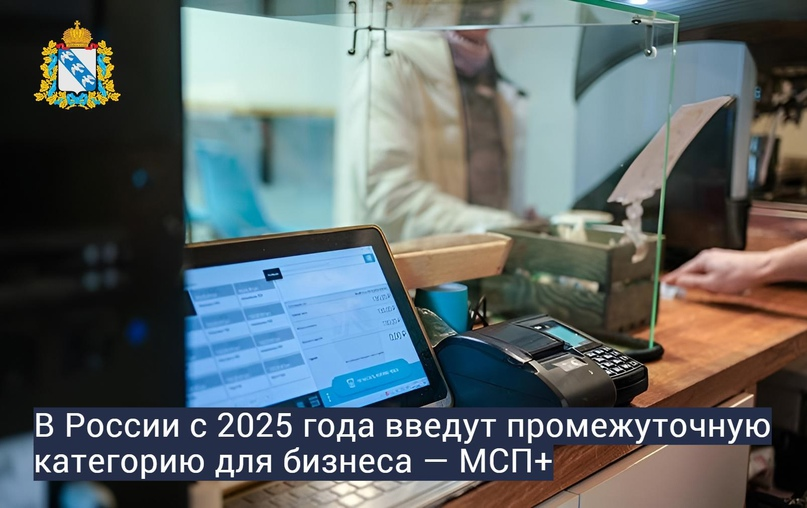 В России с 2025 года введут промежуточную
категорию для бизнеса — МСП+